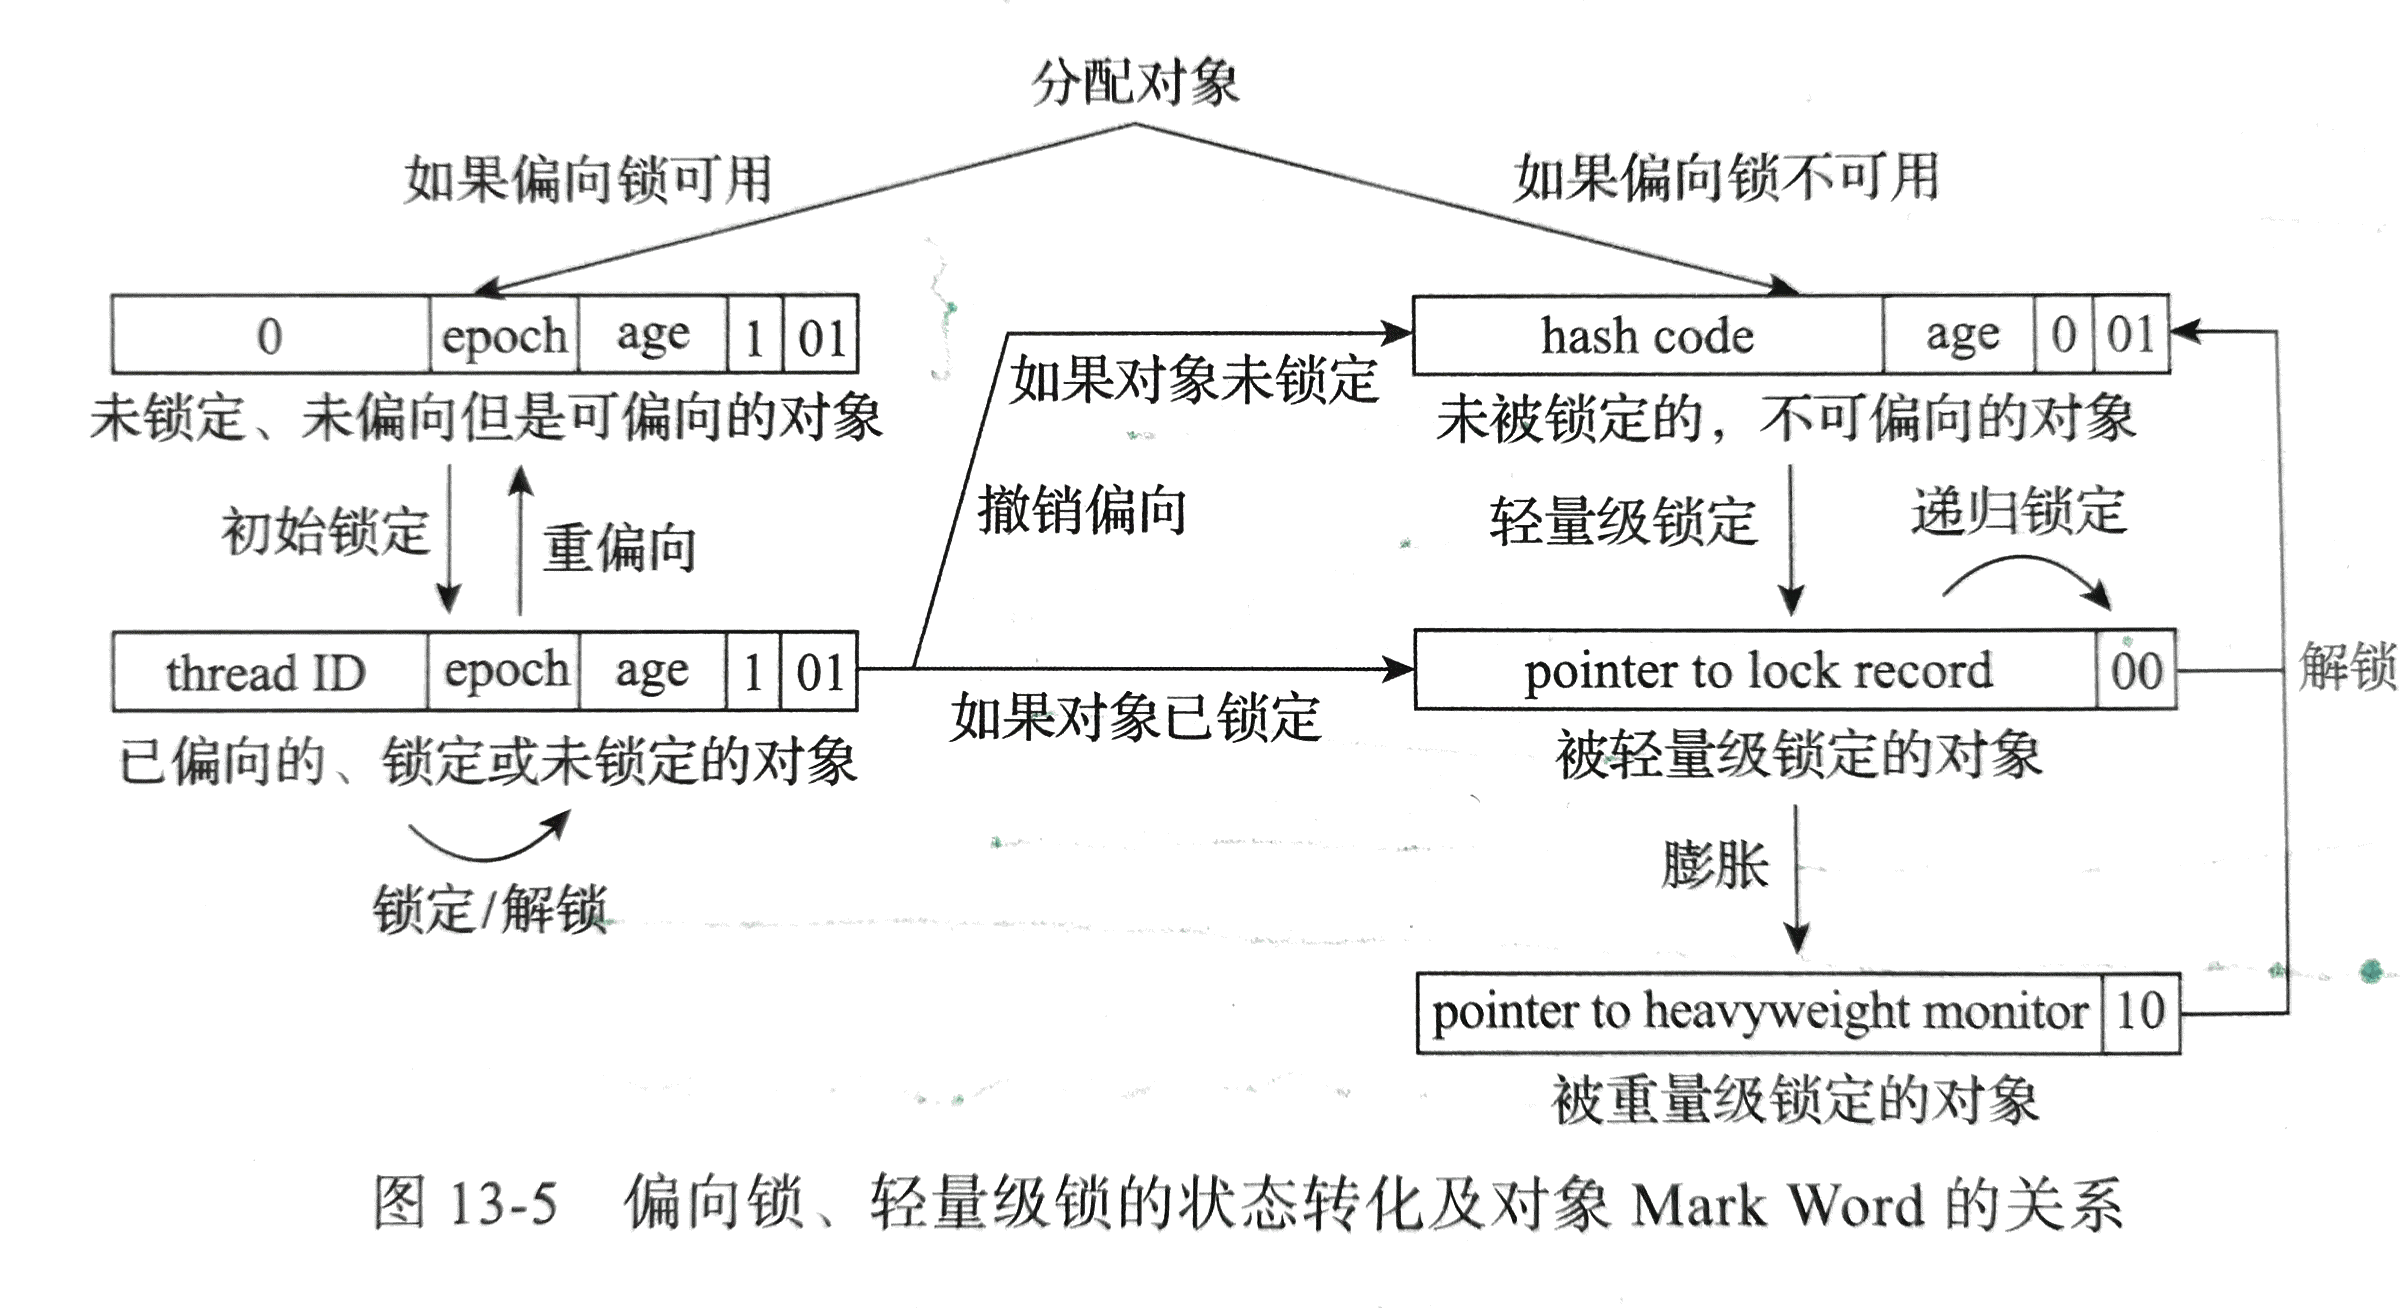 分配对象
如果偏向锁可用
如果偏向锁不可用
0 epoch age 1 01
hash code age 0 01
未锁定、未偏向但是可偏向的对象
如果对象未锁定
未被锁定的，不可偏向的对象
初始锁定
重偏向
撤销偏向
轻量级锁定
递归锁定
thread ID epoch age 1 01
pointer to lock record 00
解锁
如果对象已锁定
已偏向的、锁定或未锁定的对象
被轻量级锁定的对象
锁定/解锁
膨胀
pointer to heavyweight monitor 10
被重量级锁定的对象
图 13-5 偏向锁、轻量级锁的状态转化及对象 Mark Word 的关系